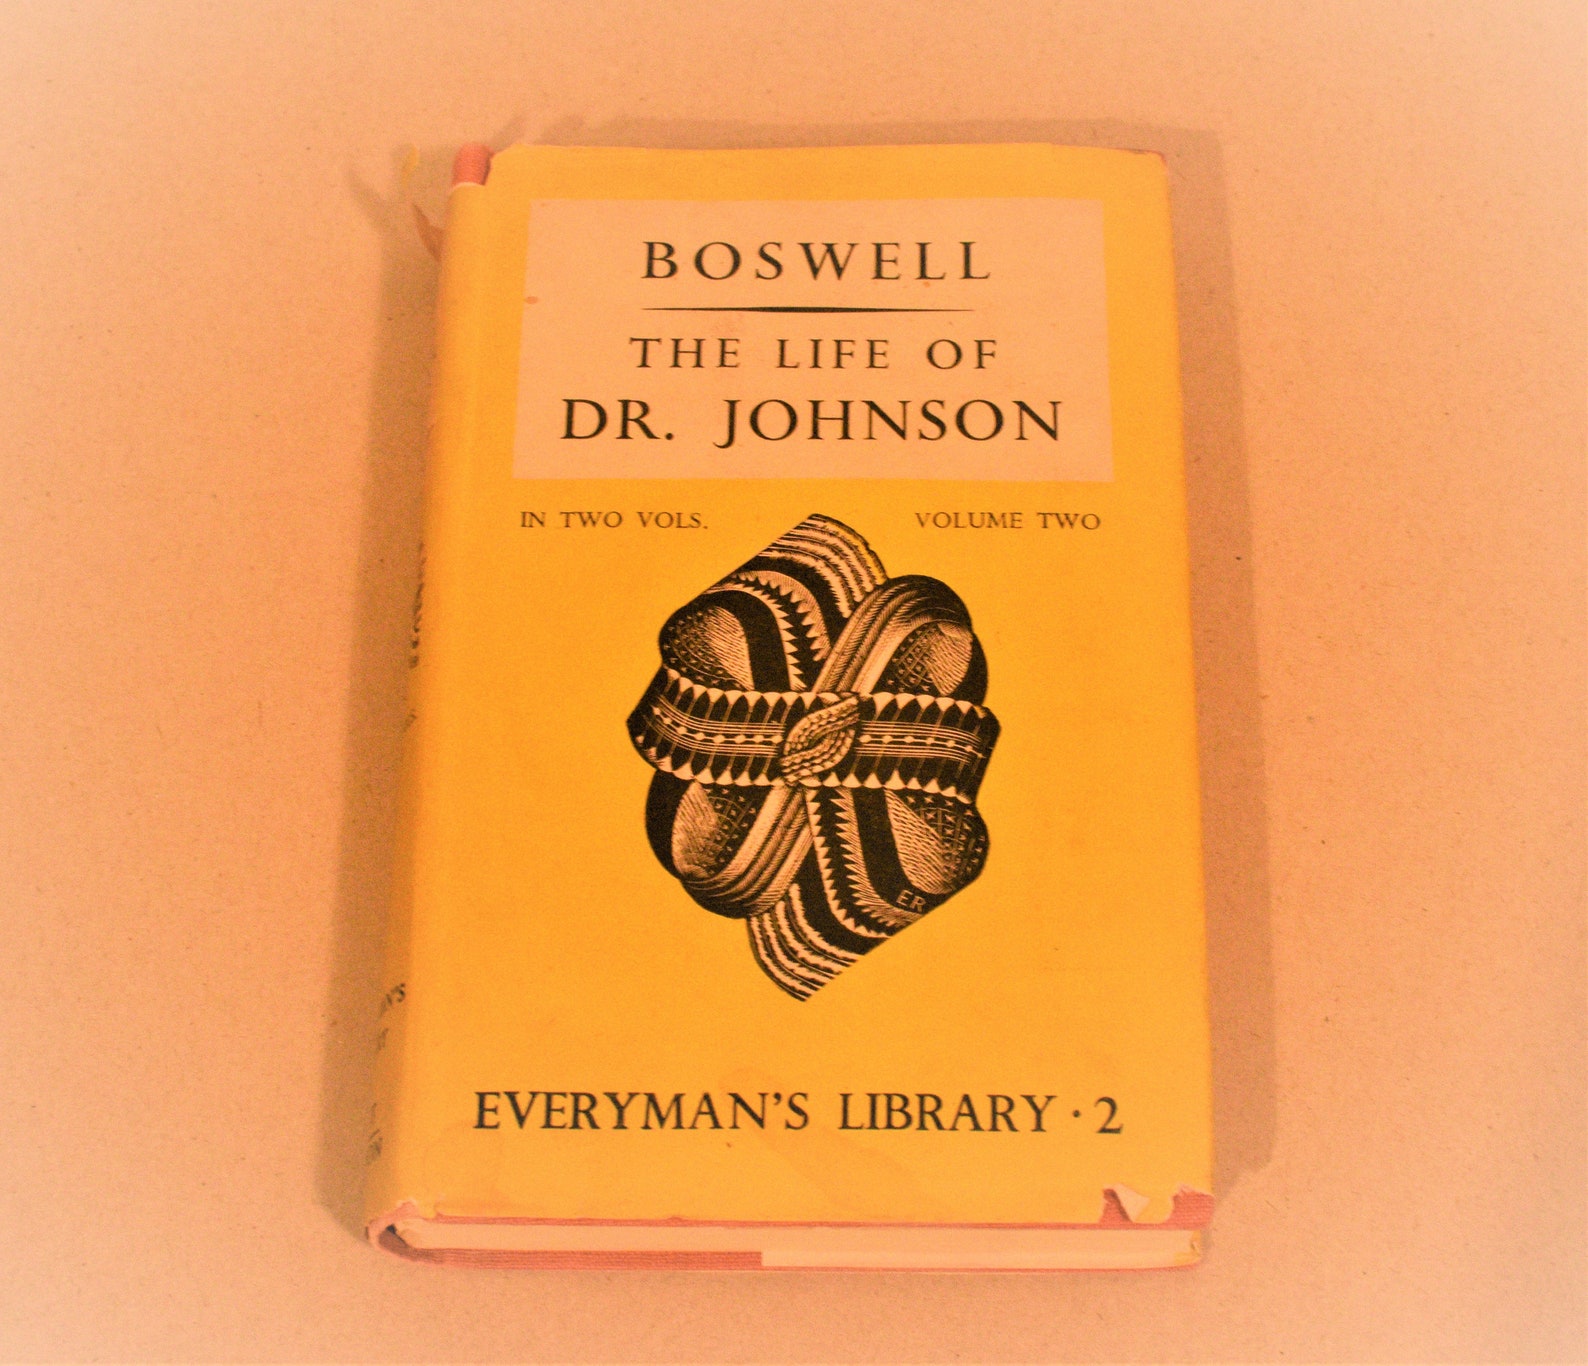 BOSWELL
THE LIFE OF
DR. JOHNSON
IN TWO VOLS. VOLUME TWO
ER
EVERYMAN'S LIBRARY · 2